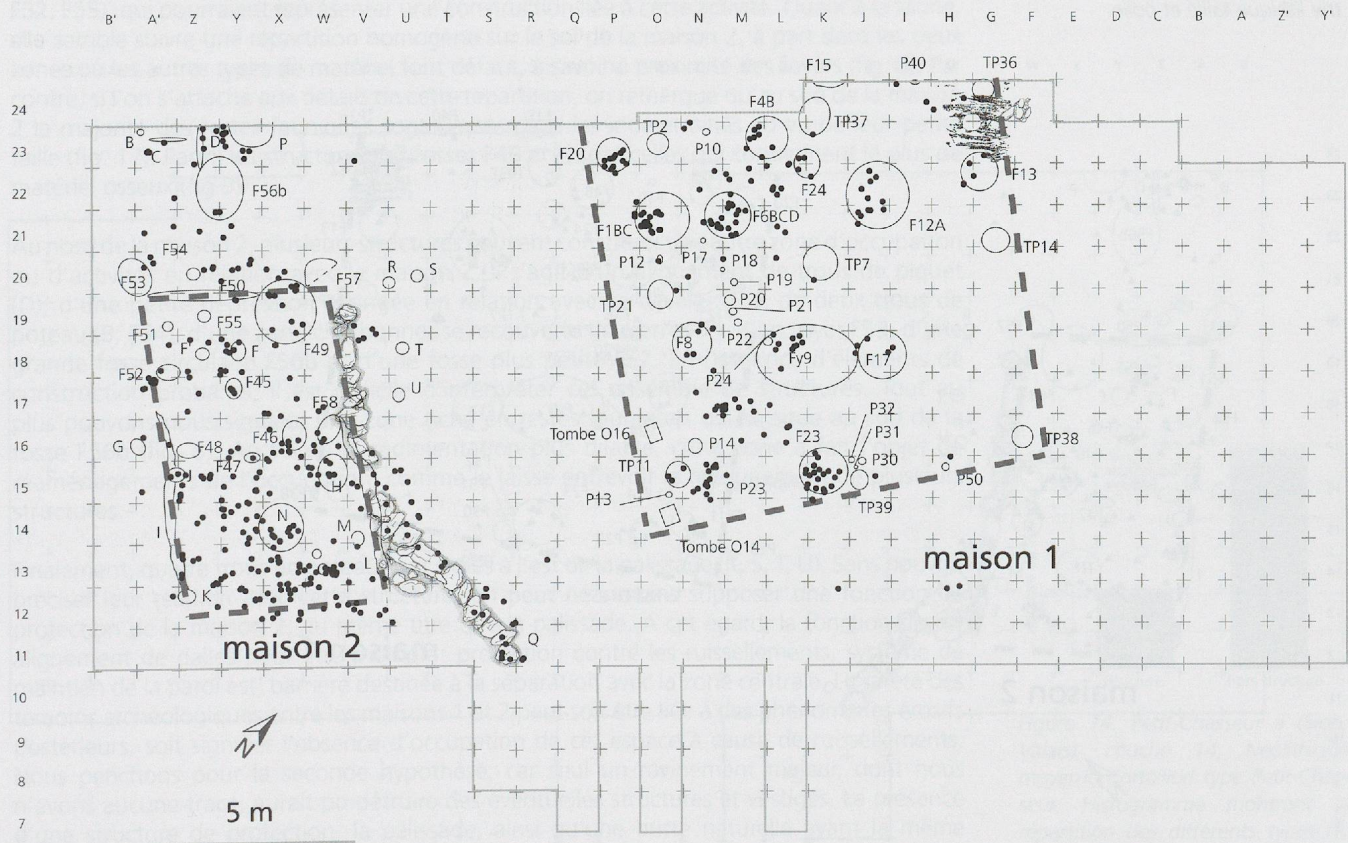 B' A' Z Y X W V U T S R Q P O N M L K J I H G F E D C B A Z' Y'
F15 P40 TP36
24 F4B
TP2 TP37
B D P 23 F20 P10
F24 F13
F56b
22 F6BCD
F1BC F12A
21
F54 P12 P17 P18 TP7 TP14
F53 F57 R S
20 F50 P19
TP21 P20
P21
19 F51 F55
E F F49 T F8 P22 Fy9 F17
18
F52 F45 U P24
17 F58 P32
Tombe O16 P31
G F48 F46 P14 F23 TP38
16 F47 TP11 P30
15 P13 P23 P50
TP39
I N M
14 Tombe O14
maison 1
L
13
K
12
maison 2 Q
11
10
9
8
5 m
7